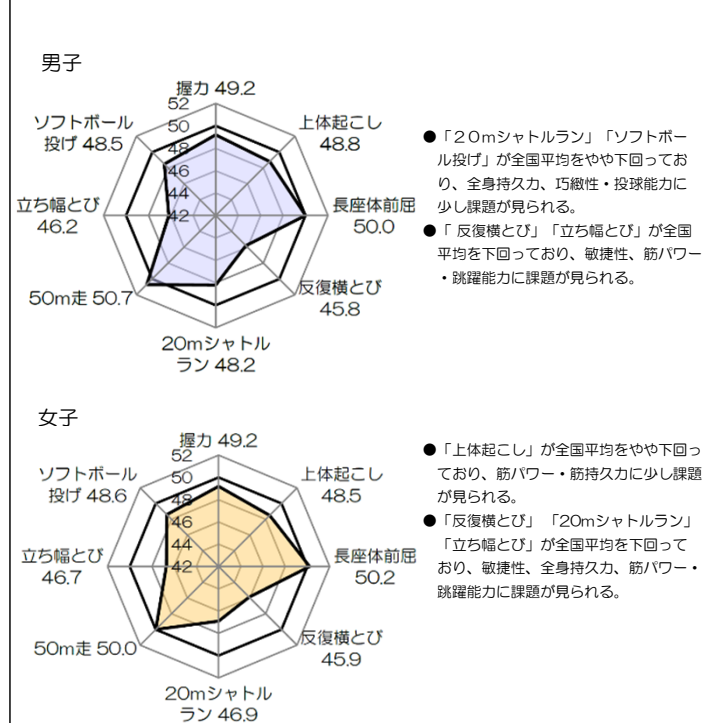 男子
握力 49.2
52
50
48
46
44
42
上体起こし
48.8
長座体前屈
50.0
反復横とび
45.8
20mシャトル
ラン 48.2
50m走 50.7
立ち幅とび
46.2
ソフトボール
投げ 48.5
●「２０ｍシャトルラン」「ソフトボー
ル投げ」が全国平均をやや下回ってお
り、全身持久力、巧緻性・投球能力に
少し課題が見られる。
●「 反復横とび」「立ち幅とび」が全国
平均を下回っており、敏捷性、筋パワー
・跳躍能力に課題が見られる。
女子
握力 49.2
52
50
48
46
44
42
上体起こし
48.5
長座体前屈
50.2
反復横とび
45.9
20mシャトル
ラン 46.9
50m走 50.0
立ち幅とび
46.7
ソフトボール
投げ 48.6
●「上体起こし」が全国平均をやや下回っ
ており、筋パワー・筋持久力に少し課題
が見られる。
●「反復横とび」 「20mシャトルラン」
「立ち幅とび」が全国平均を下回って
おり、敏捷性、全身持久力、筋パワー・
跳躍能力に課題が見られる。